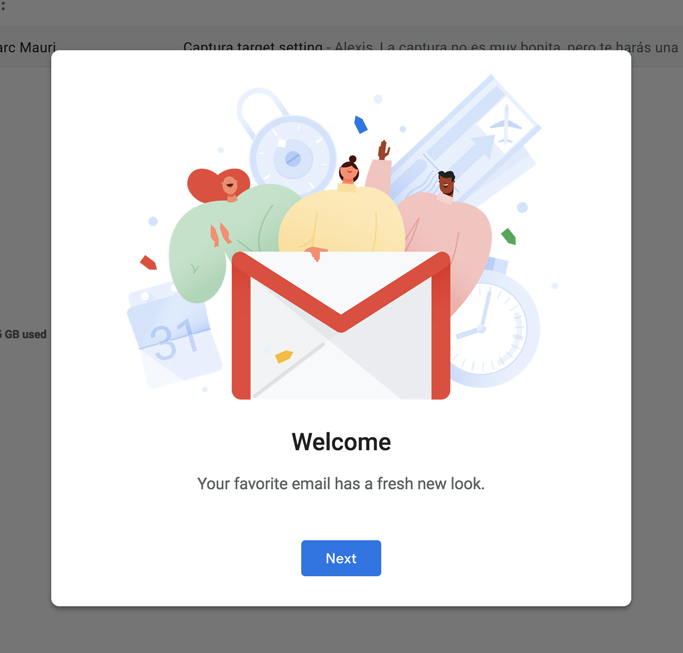 arc Mauri Captura target setting - Alexis, La captura no es muy bonita, pero te harás una
31
GB used
Welcome
Your favorite email has a fresh new look.
Next